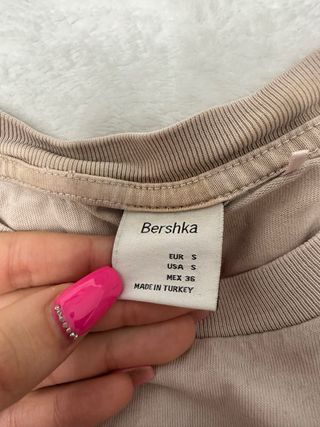 Bershka
EUR S
USA S
MEX 36
MADE IN TURKEY